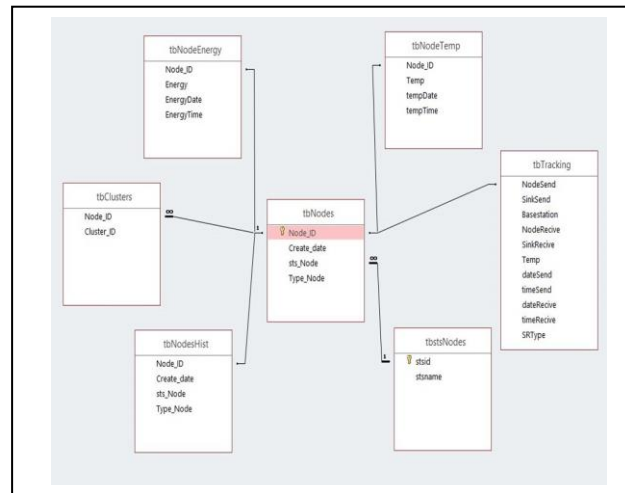 tbNodeEnergy
Node_ID
Energy
EnergyDate
EnergyTime
tbNodeTemp
Node_ID
Temp
tempDate
tempTime
tbTracking
NodeSend
SinkSend
Basestation
NodeRecive
SinkRecive
Temp
dateSend
timeSend
dateRecive
timeRecive
SRType
tbClusters
Node_ID
Cluster_ID
∞
1
tbNodes
Node_ID
Create_date
sts_Node
Type_Node
∞
1
tbNodesHist
Node_ID
Create_date
sts_Node
Type_Node
tbstsNodes
stsid
stsname